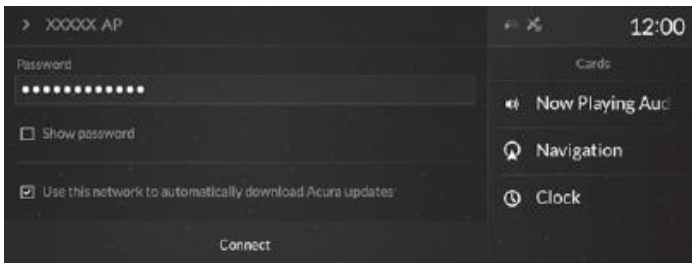 > XXXXX AP
12:00
Password
••••••••••••
Show password
Use this network to automatically download Acura updates
Connect
Cards
Now Playing Aud
Navigation
Clock